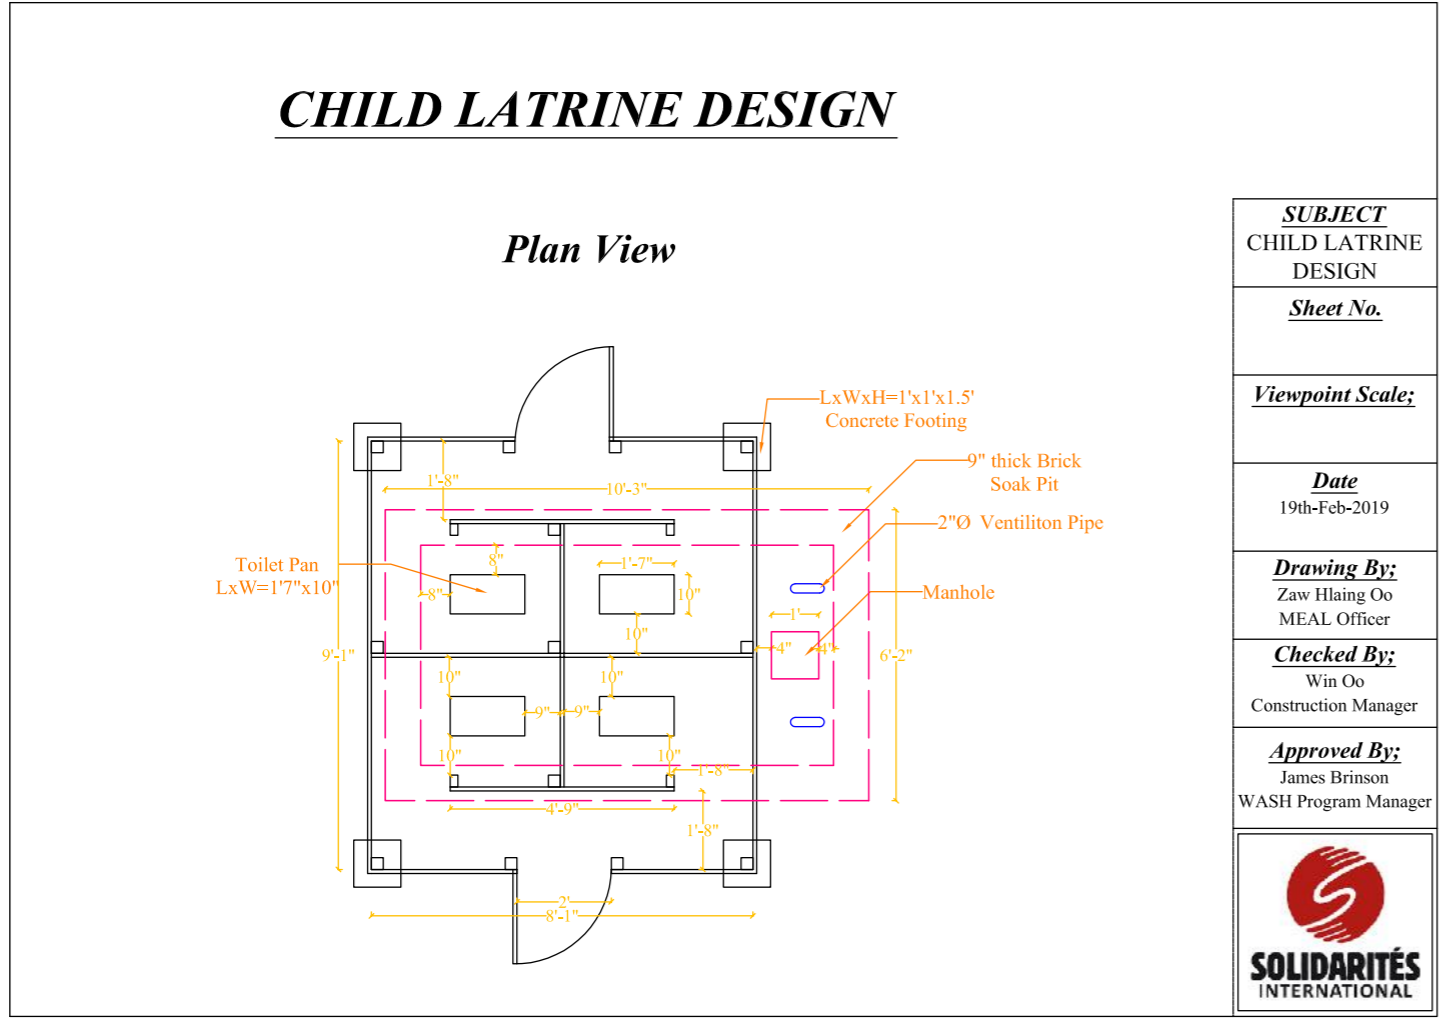 CHILD LATRINE DESIGN
Plan View
LxWxH=1'x1'x1.5'
Concrete Footing
9" thick Brick
Soak Pit
2"Ø Ventiliton Pipe
Manhole
Toilet Pan
LxW=1'7"x10"
1'-8"
10'-3"
8"
1'-7"
8"
10"
10"
1'
9'-1"
4"
4"
6'-2"
10"
10"
9"
9"
10"
10"
1'-8"
4'-9"
1'-8"
2'
8'-1"
SUBJECT
CHILD LATRINE
DESIGN
Sheet No.
Viewpoint Scale;
Date
19th-Feb-2019
Drawing By;
Zaw Hlaing Oo
MEAL Officer
Checked By;
Win Oo
Construction Manager
Approved By;
James Brinson
WASH Program Manager
SOLIDARITÉS
INTERNATIONAL